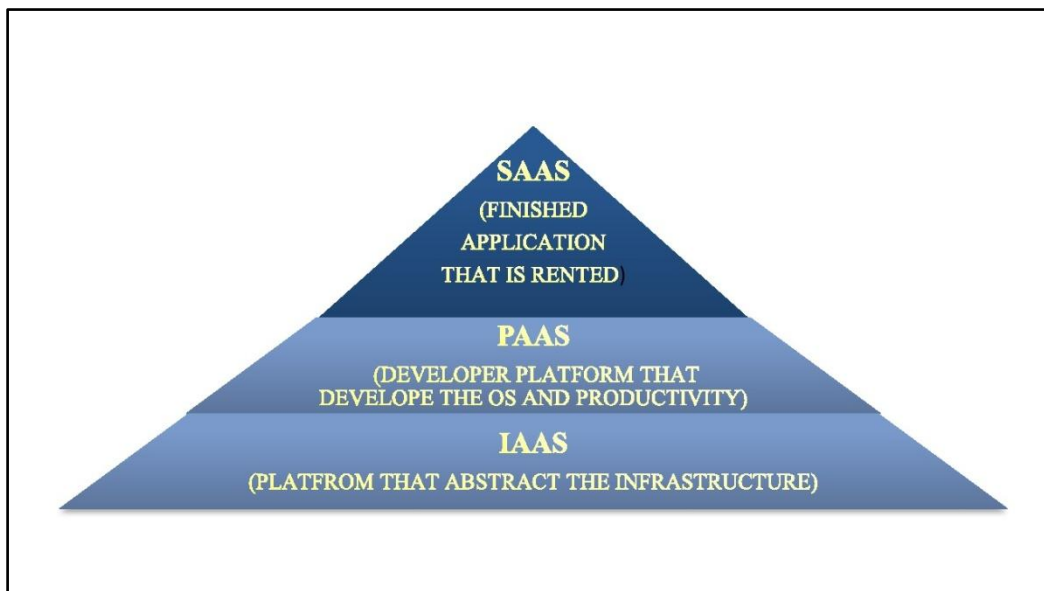 SAAS
(FINISHED
APPLICATION
THAT IS RENTED)
PAAS
(DEVELOPER PLATFORM THAT
DEVELOPE THE OS AND PRODUCTIVITY)
IAAS
(PLATFROM THAT ABSTRACT THE INFRASTRUCTURE)